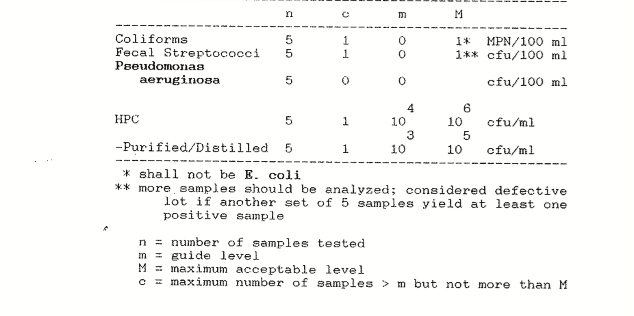 n c m M
Coliforms 5 1 0 1* MPN/100 ml
Fecal Streptococci 5 1 0 1** cfu/100 ml
Pseudomonas
aeruginosa 5 0 0 cfu/100 ml
4 6
HPC 5 1 10 10 cfu/ml
3 5
-Purified/Distilled 5 1 10 10 cfu/ml
* shall not be E. coli
** more samples should be analyzed; considered defective
lot if another set of 5 samples yield at least one
positive sample
n = number of samples tested
m = guide level
M = maximum acceptable level
c = maximum number of samples > m but not more than M